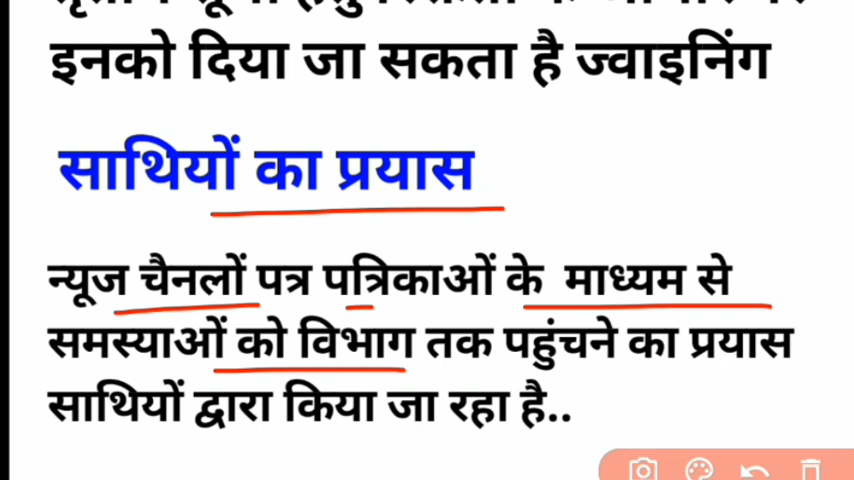 इनको दिया जा सकता है ज्वाइनिंग
साथियों का प्रयास
न्यूज चैनलों पत्र पत्रिकाओं के माध्यम से
समस्याओं को विभाग तक पहुंचने का प्रयास
साथियों द्वारा किया जा रहा है..